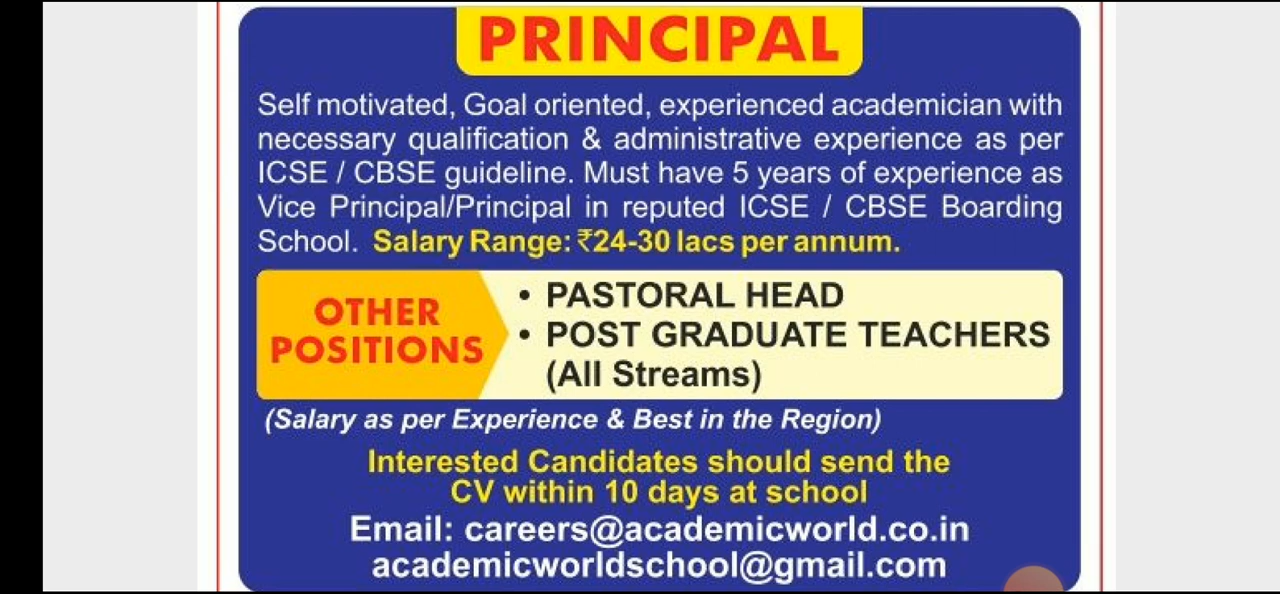 PRINCIPAL
Self motivated, Goal oriented, experienced academician with
necessary qualification & administrative experience as per
ICSE / CBSE guideline. Must have 5 years of experience as
Vice Principal/Principal in reputed ICSE / CBSE Boarding
School. Salary Range: ₹24-30 lacs per annum.
OTHER
POSITIONS
• PASTORAL HEAD
• POST GRADUATE TEACHERS
(All Streams)
(Salary as per Experience & Best in the Region)
Interested Candidates should send the
CV within 10 days at school
Email: careers@academicworld.co.in
academicworldschool@gmail.com